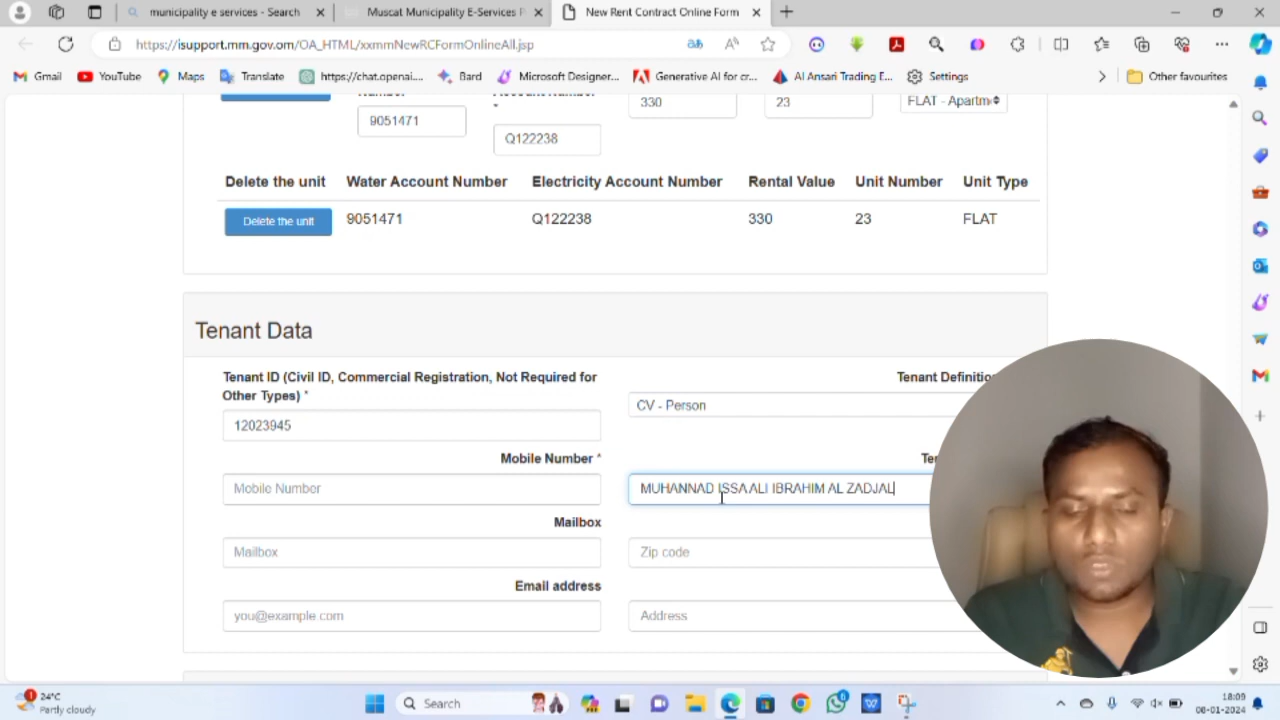 municipality e services - Search
Muscat Municipality E-Services
New Rent Contract Online Form
https://isupport.mm.gov.om/OA_HTML/xxmmNewRCFormOnlineAll.jsp
Gmail
YouTube
Maps
Translate
https://chat.openai...
Bard
Microsoft Designer...
Generative AI for cr...
Al Ansari Trading E...
Settings
Other favourites
330
23
FLAT - Apartm
9051471
Q122238
Delete the unit Water Account Number Electricity Account Number Rental Value Unit Number Unit Type
Delete the unit 9051471 Q122238 330 23 FLAT
Tenant Data
Tenant ID (Civil ID, Commercial Registration, Not Required for
Other Types) *
Tenant Definitio
12023945
CV - Person
Mobile Number *
Ter
Mobile Number
MUHANNAD ISSA ALI IBRAHIM AL ZADJAL
Mailbox
Mailbox
Zip code
Email address
you@example.com
Address
1
24°C
Partly cloudy
Search
6
18:09
08-01-2024